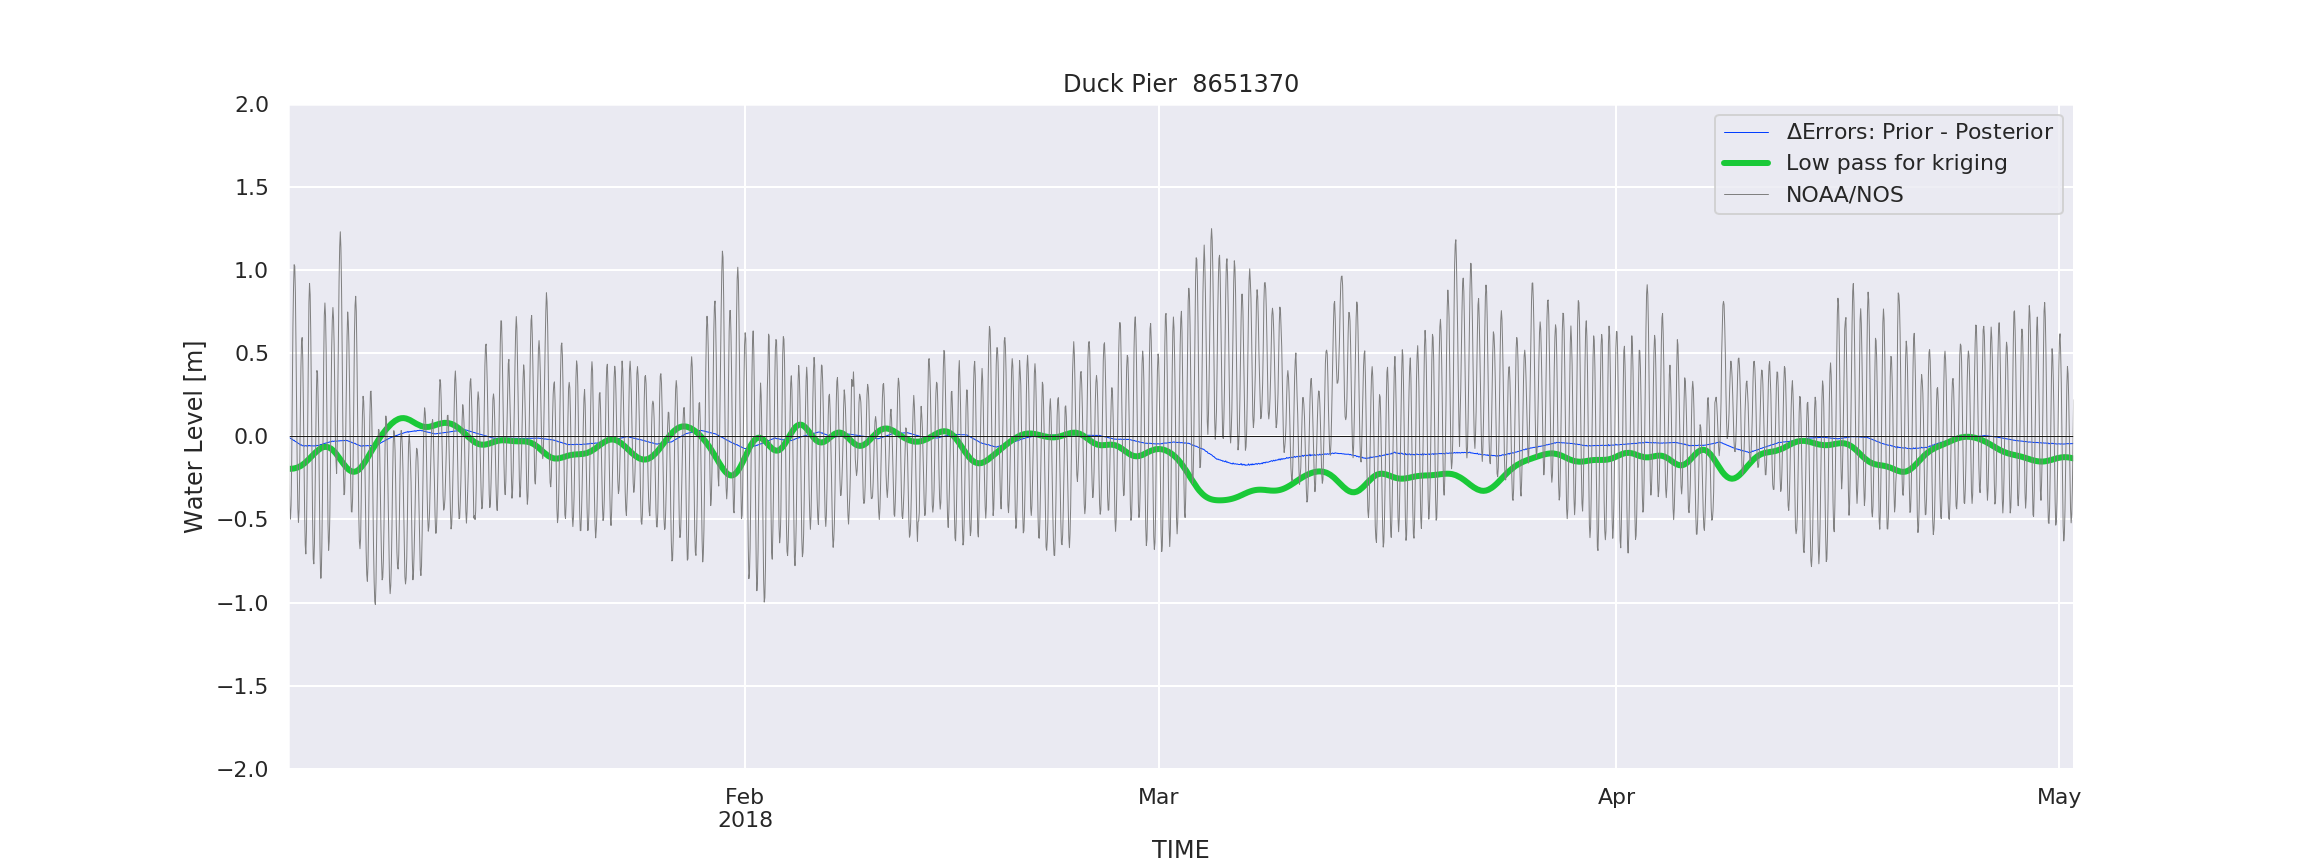 Duck Pier  8651370
ΔErrors: Prior - Posterior
Low pass for kriging
NOAA/NOS
Water Level [m]
2.0
1.5
1.0
0.5
0.0
−0.5
−1.0
−1.5
−2.0
Feb
2018
Mar
Apr
May
TIME